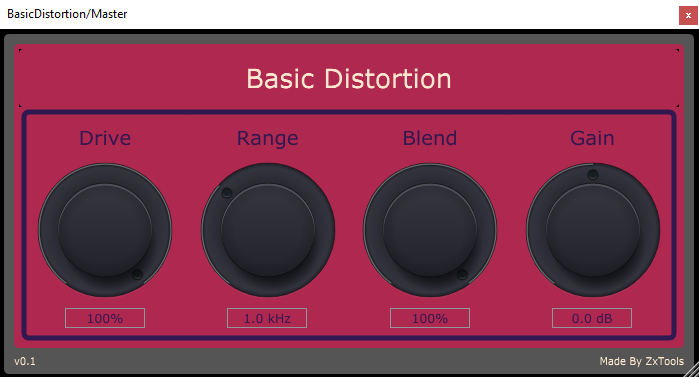 BasicDistortion/Master
x
Basic Distortion
Drive Range Blend Gain
100% 1.0 kHz 100% 0.0 dB
v0.1 Made By ZxTools